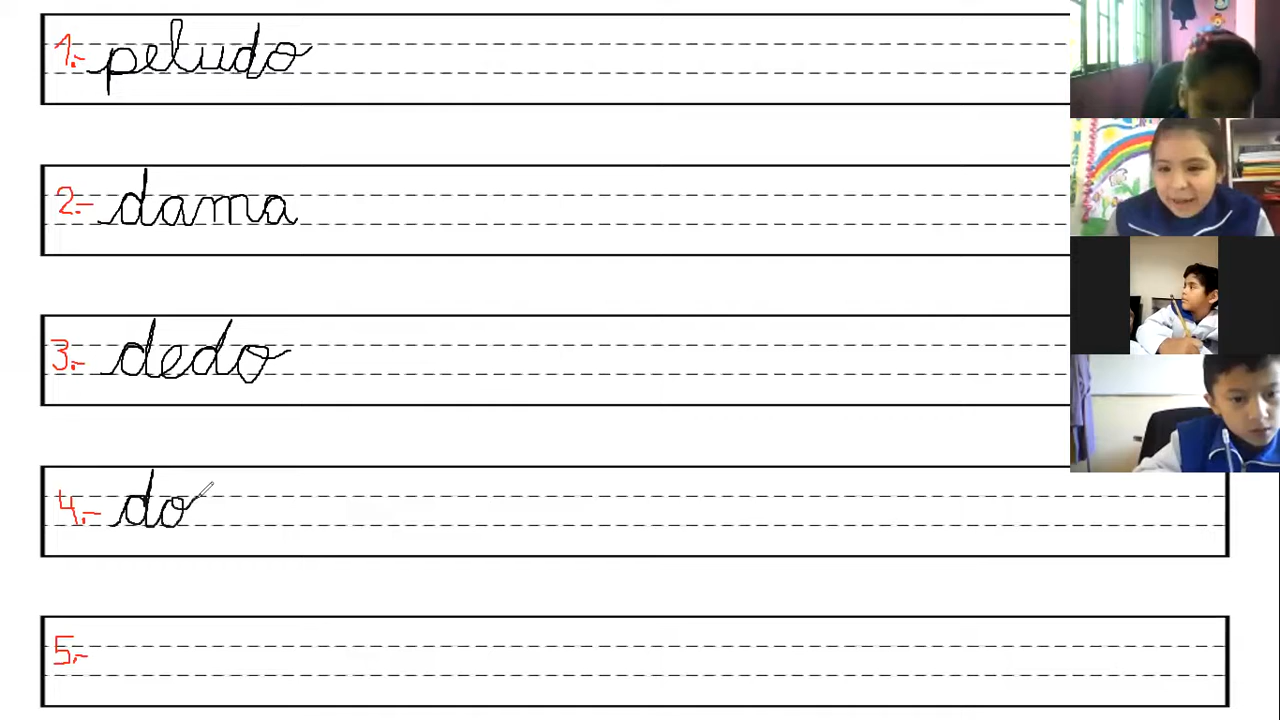 1.- peludo
2.- dama
3.- dedo
4.- do
5.-